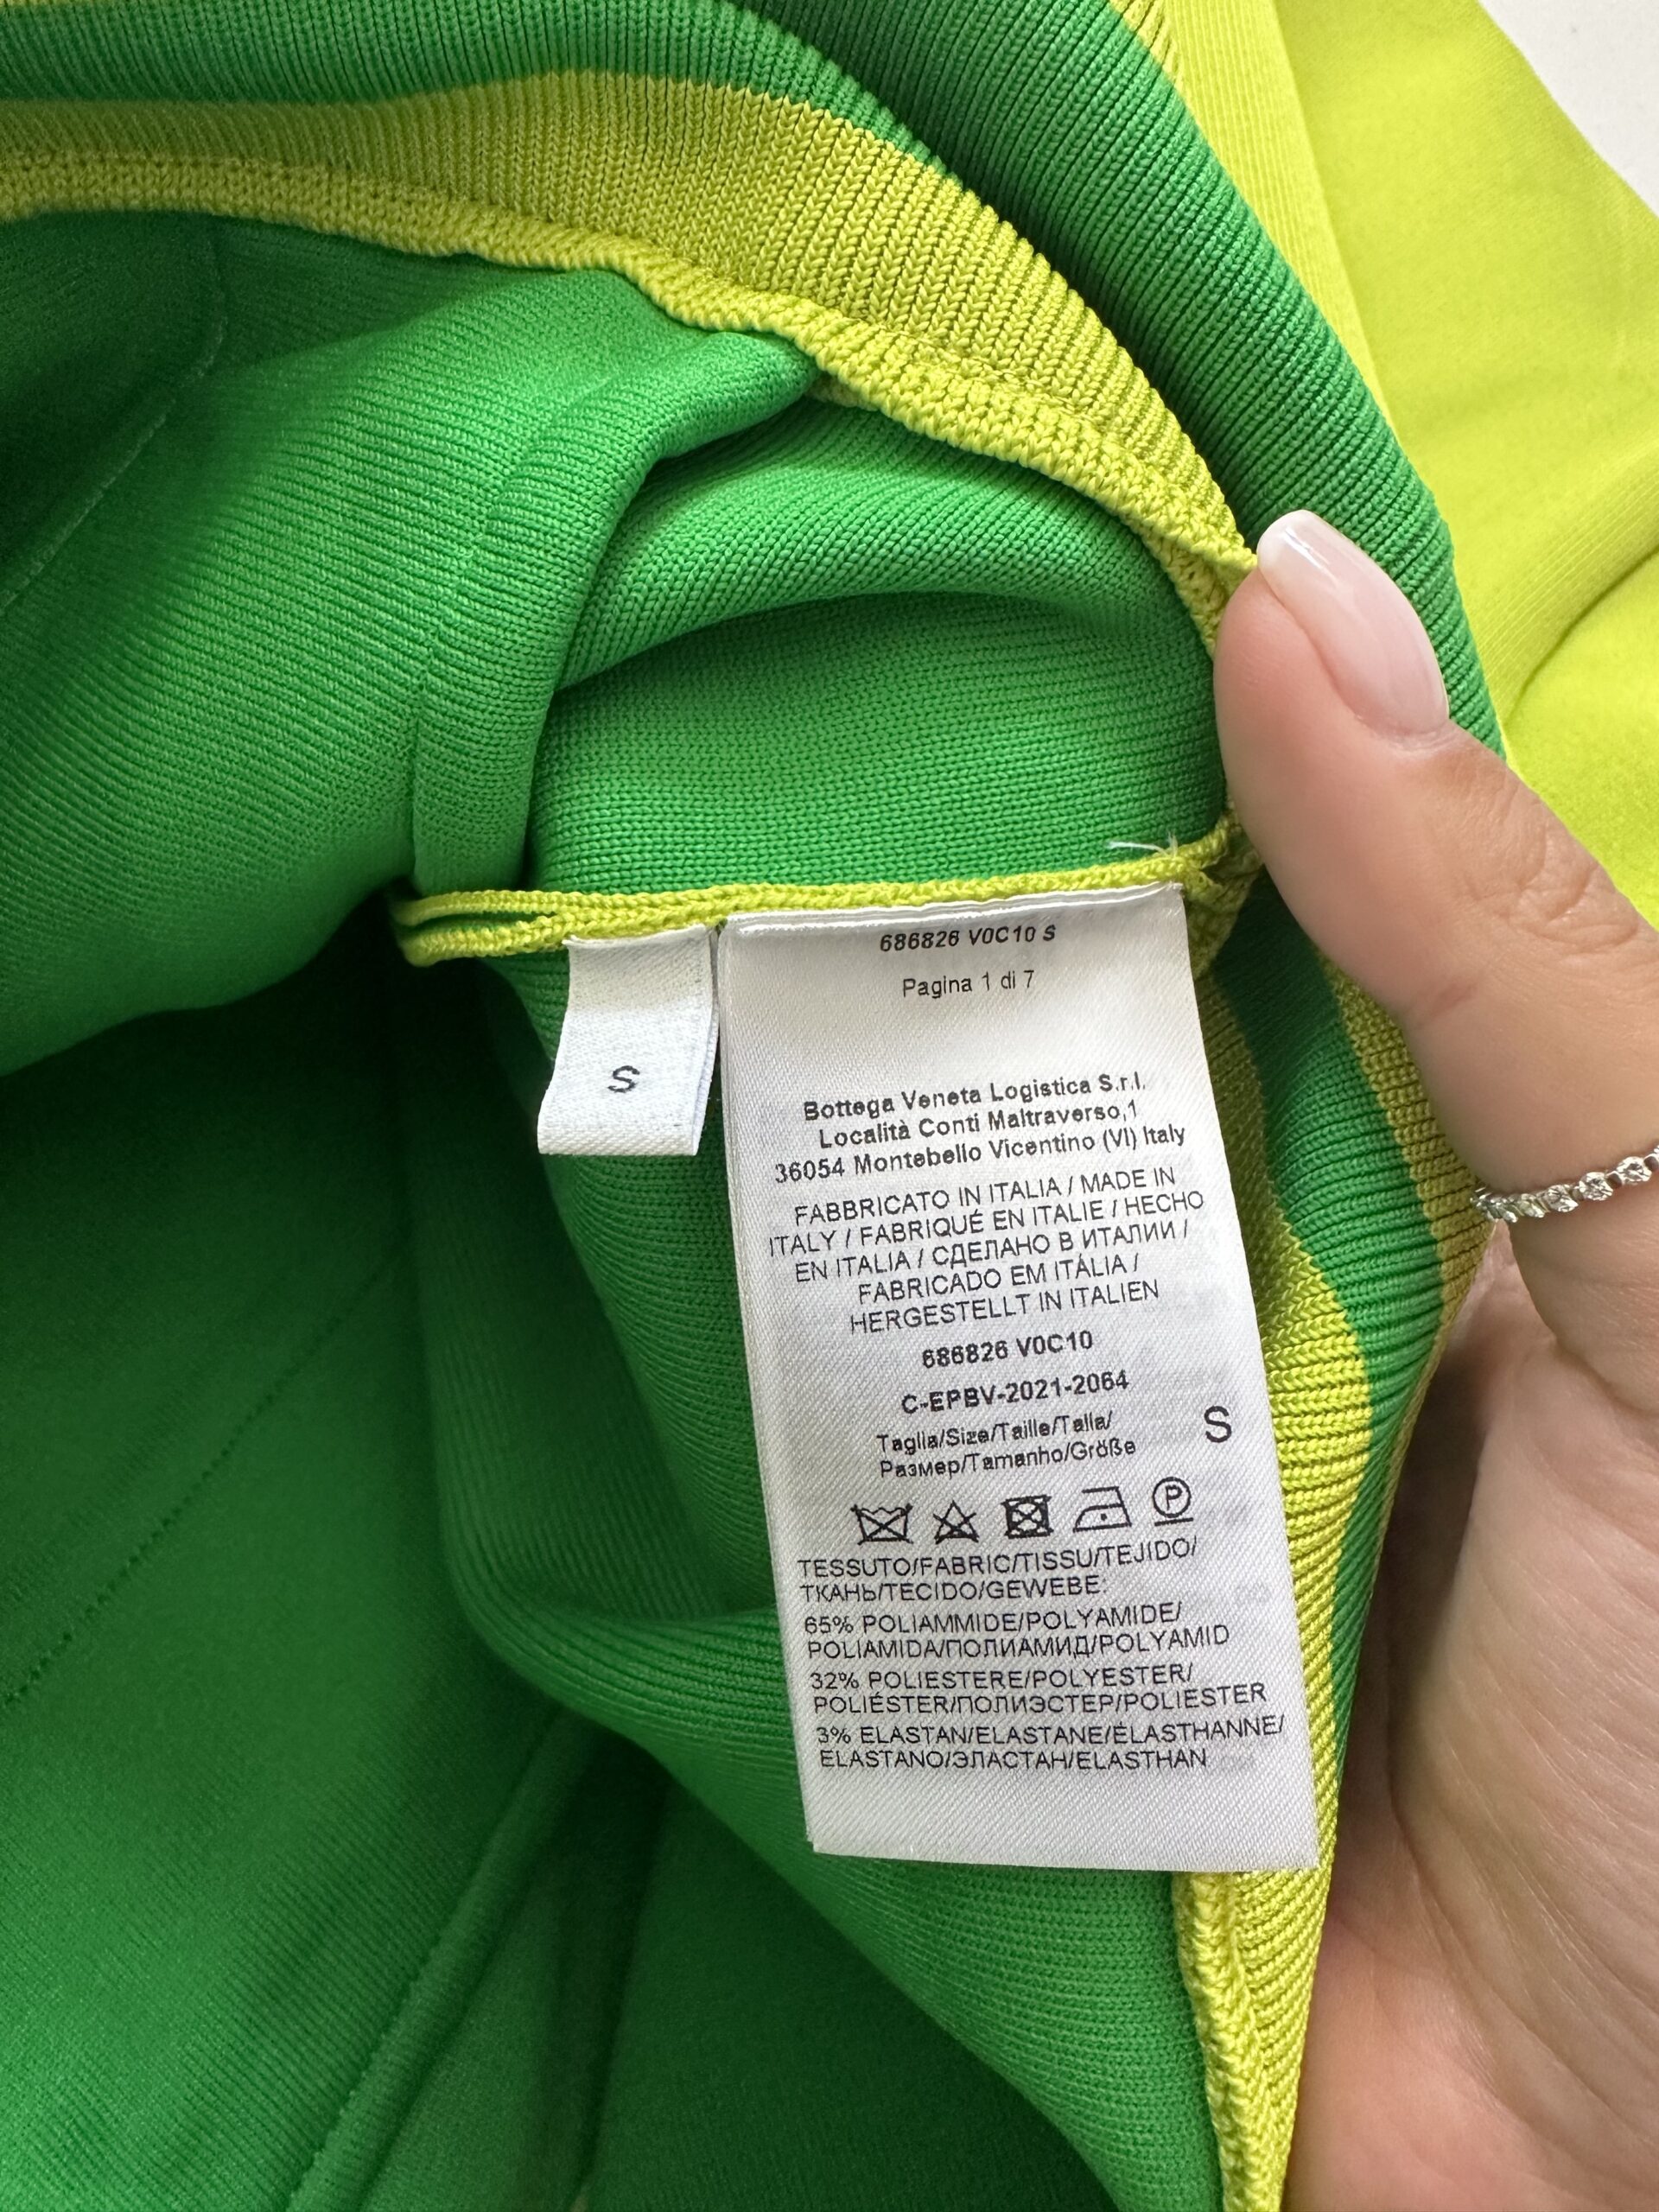 686826 V0C10 S
Pagina 1 di 7
S
Bottega Veneta Logistica S.r.l.
Località Conti Maltraverso,1
36054 Montebello Vicentino (VI) Italy
FABBRICATO IN ITALIA / MADE IN
ITALY / FABRIQUÉ EN ITALIE / HECHO
EN ITALIA / СДЕЛАНО В ИТАЛИИ /
FABRICADO EM ITÁLIA /
HERGESTELLT IN ITALIEN
686826 V0C10
C-EPBV-2021-2064
Taglia/Size/Taille/Talla/
Размер/Tamanho/Größe
S
P
TESSUTO/FABRIC/TISSU/TEJIDO/
ТКАНЬ/TECIDO/GEWEBE:
65% POLIAMMIDE/POLYAMIDE/
POLIAMIDA/ПОЛИАМИД/POLYAMID
32% POLIESTERE/POLYESTER/
POLIÉSTER/ПОЛИЭСТЕР/POLIESTER
3% ELASTAN/ELASTANE/ÉLASTHANNE/
ELASTANO/ЭЛАСТАН/ELASTHAN